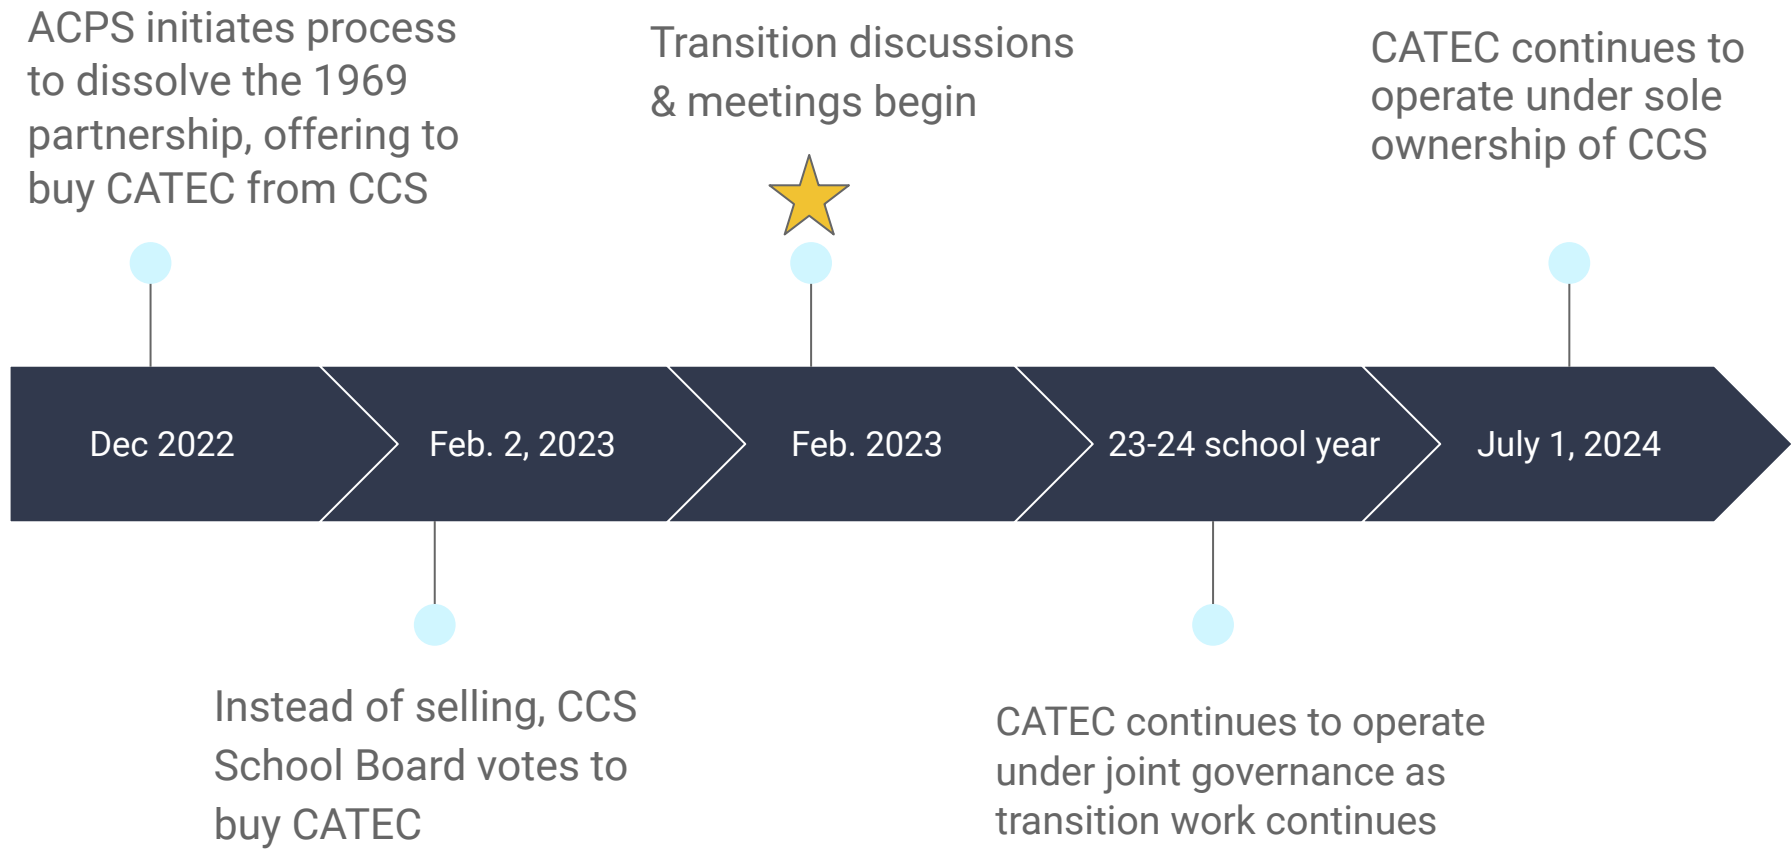 ACPS initiates process
to dissolve the 1969
partnership, offering to
buy CATEC from CCS
Transition discussions
& meetings begin
CATEC continues to
operate under sole
ownership of CCS
Dec 2022
Feb. 2, 2023
Feb. 2023
23-24 school year
July 1, 2024
Instead of selling, CCS
School Board votes to
buy CATEC
CATEC continues to operate
under joint governance as
transition work continues